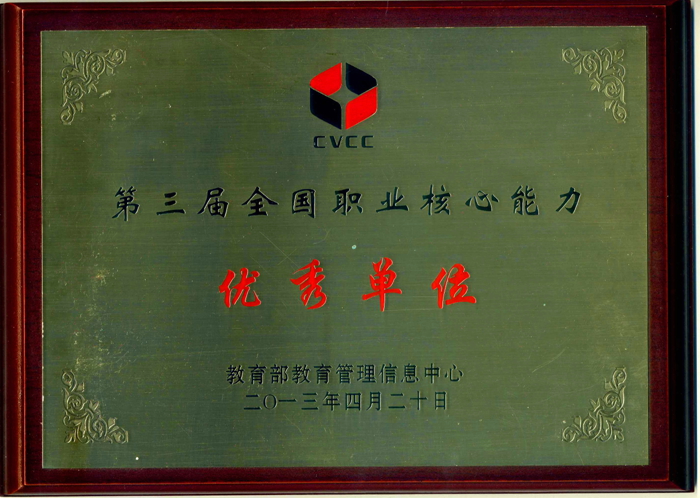 CVCC
第三届全国职业核心能力
优秀单位
教育部教育管理信息中心
二〇一三年四月二十日